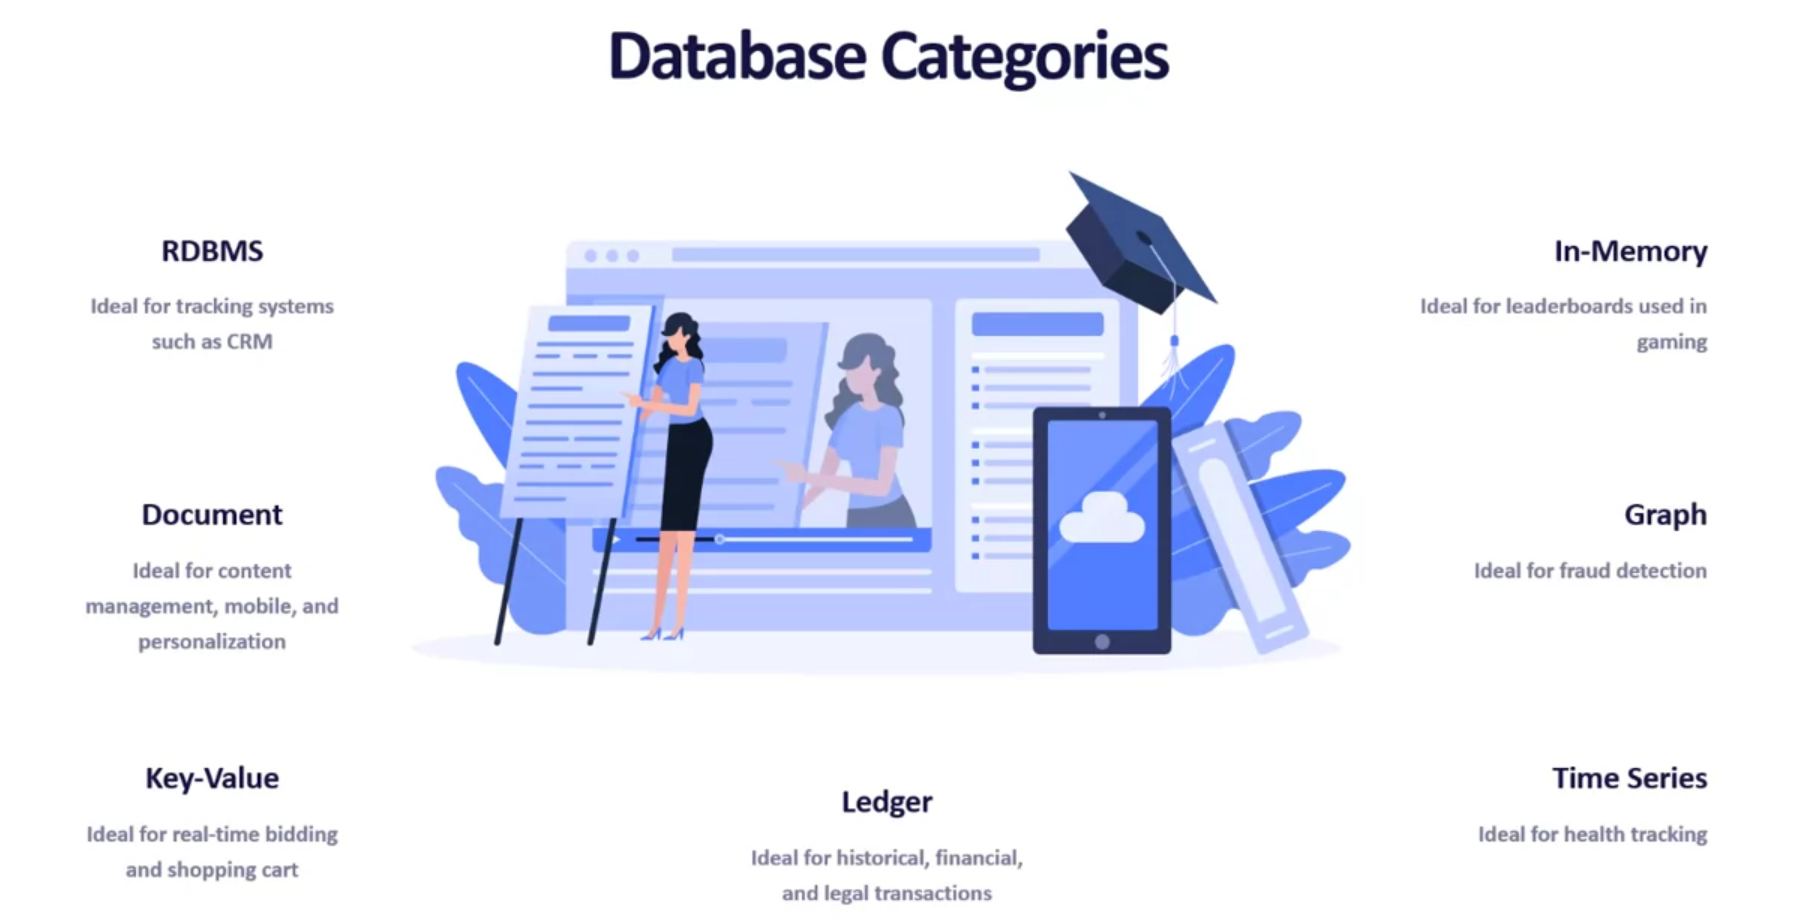 Database Categories
RDBMS
Ideal for tracking systems
such as CRM
Document
Ideal for content
management, mobile, and
personalization
Key-Value
Ideal for real-time bidding
and shopping cart
Ledger
Ideal for historical, financial,
and legal transactions
In-Memory
Ideal for leaderboards used in
gaming
Graph
Ideal for fraud detection
Time Series
Ideal for health tracking